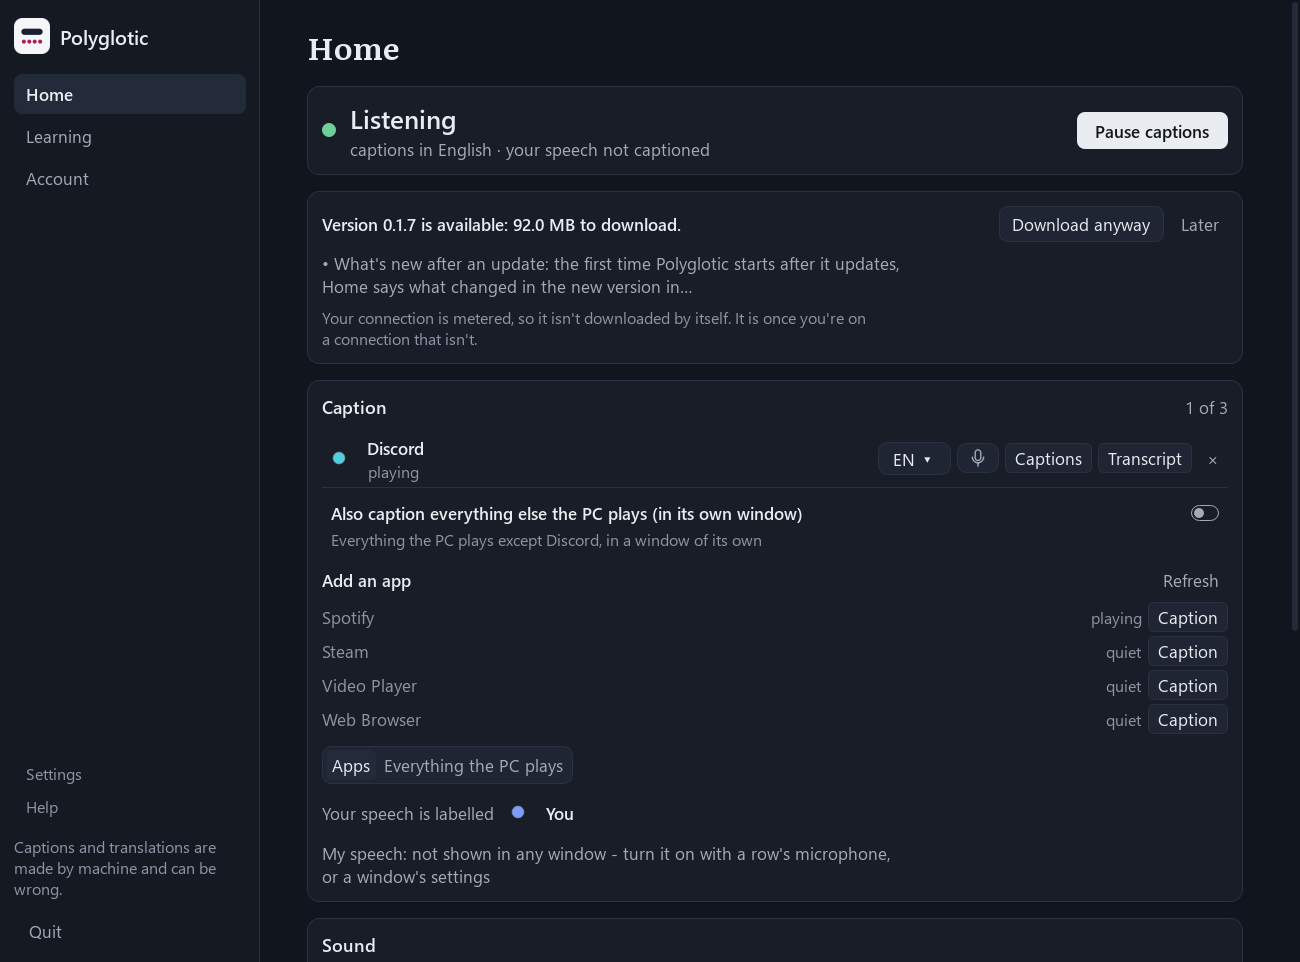 Polyglotic
Home
Learning
Account
Settings
Help
Captions and translations are
made by machine and can be
wrong.
Quit
Home
Listening
captions in English · your speech not captioned
Pause captions
Version 0.1.7 is available: 92.0 MB to download.
Download anyway
Later
• What's new after an update: the first time Polyglotic starts after it updates,
Home says what changed in the new version in...
Your connection is metered, so it isn't downloaded by itself. It is once you're on
a connection that isn't.
Caption
1 of 3
Discord
playing
EN ▾
Captions
Transcript
×
Also caption everything else the PC plays (in its own window)
Everything the PC plays except Discord, in a window of its own
Add an app
Refresh
Spotify
playing
Caption
Steam
quiet
Caption
Video Player
quiet
Caption
Web Browser
quiet
Caption
Apps
Everything the PC plays
Your speech is labelled
You
My speech: not shown in any window - turn it on with a row's microphone,
or a window's settings
Sound